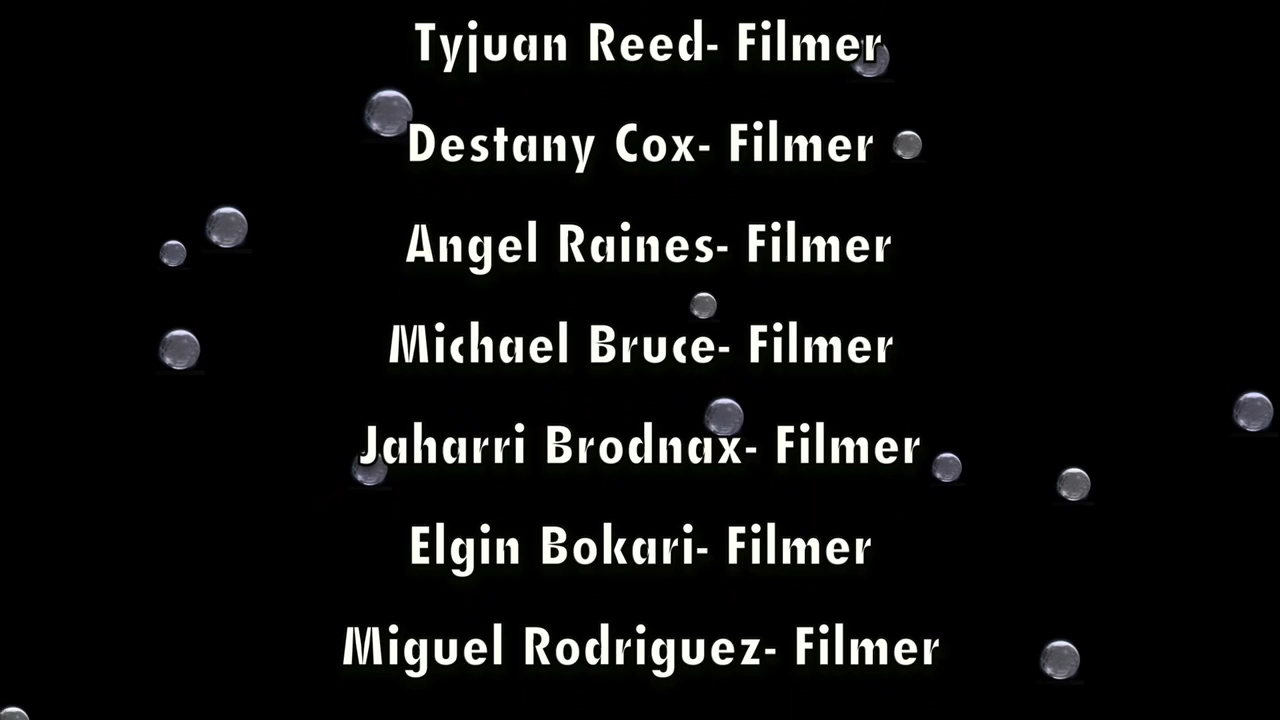 Tyjuan Reed- Filmer
Destany Cox- Filmer
Angel Raines- Filmer
Michael Bruce- Filmer
Jaharri Brodnax- Filmer
Elgin Bokari- Filmer
Miguel Rodriguez- Filmer